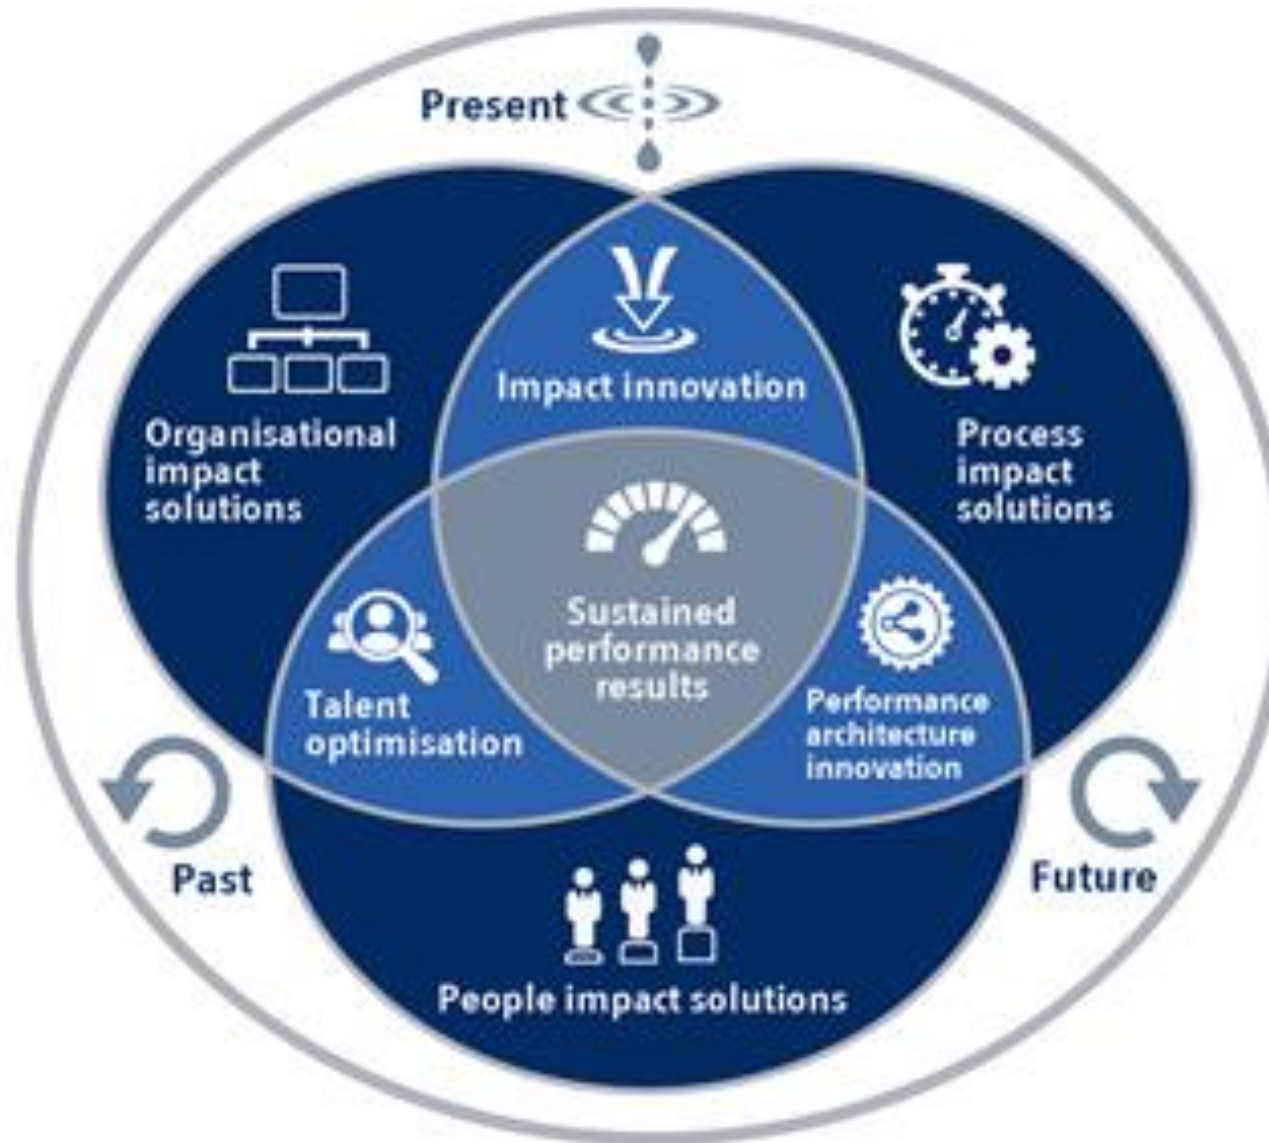 Present
Impact innovation
Organisational
impact
solutions
Process
impact
solutions
Sustained
performance
results
Talent
optimisation
Performance
architecture
innovation
Past
Future
People impact solutions